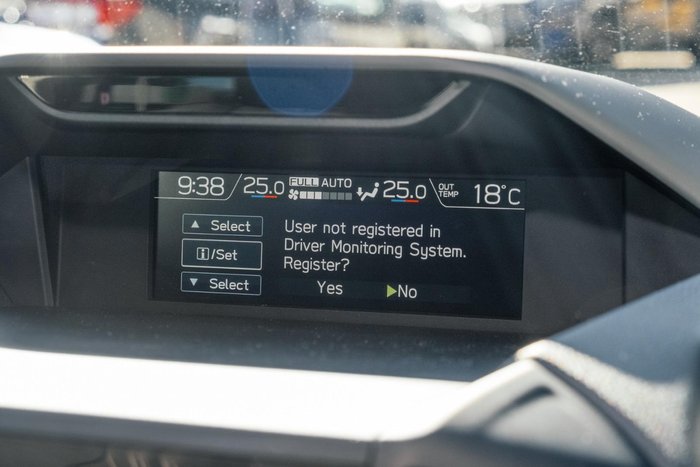 9:38 25.0 FULL AUTO 25.0 OUT TEMP 18°C
▲ Select
i/Set
▼ Select
User not registered in
Driver Monitoring System.
Register?
Yes ▶No